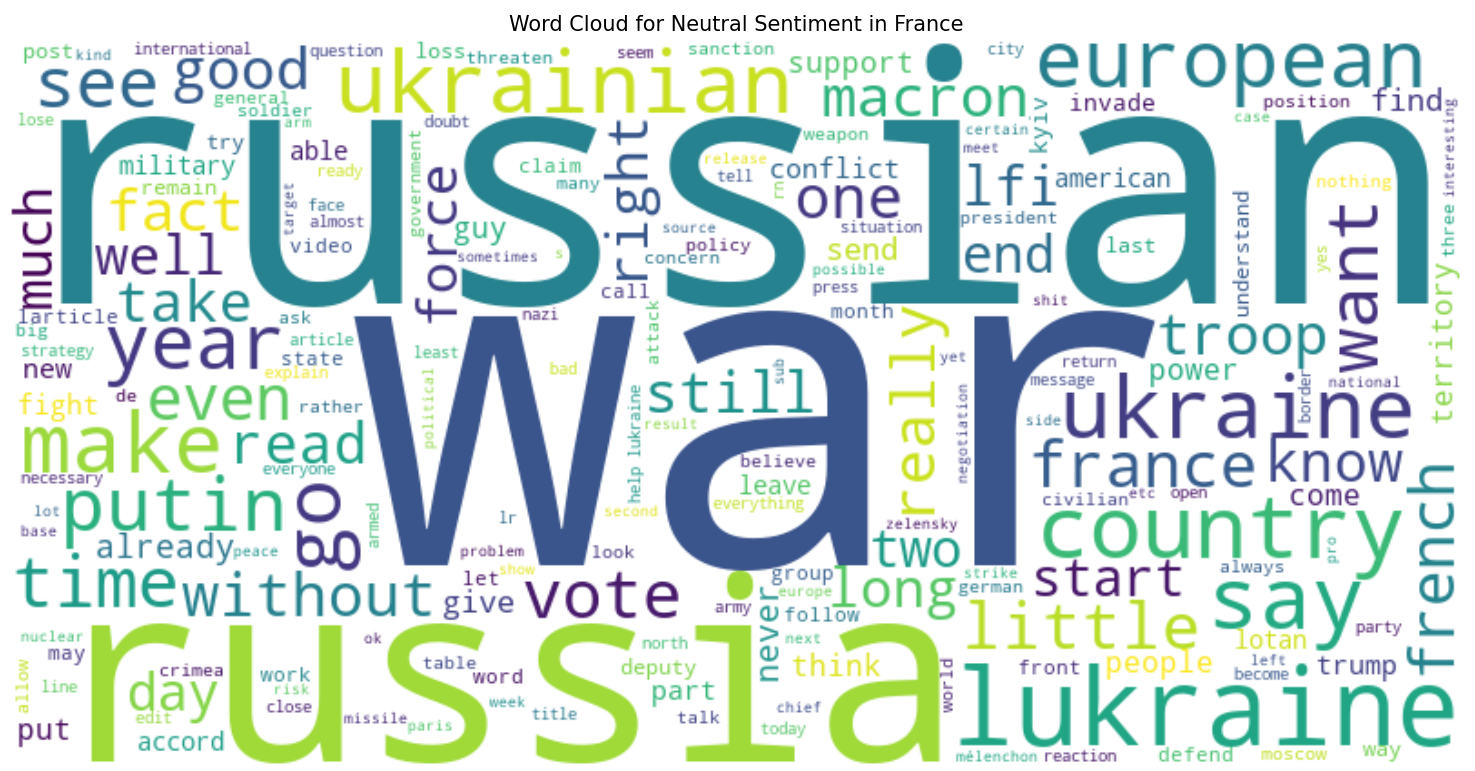 Word Cloud for Neutral Sentiment in France
post
kind
international
question
loss
threaten
seem
sanction
support
city
european
see
good
ukrainian
macron
invade
position
find
general
soldier
lose
arm
doubt
weapon
certain
meet
kyiv
case
interesting
russian
try
military
remain
able
ready
government
claim
many
release
tell
rn
conflict
one
lfi
american
nothing
fact
target
face
almost
video
force
guy
sometimes
s
right
source
policy
concern
situation
send
possible
press
president
end
last
understand
yes
three
want
much
well
take
call
shit
territory
larticle
big
year
ask
article
state
nazi
attack
month
really
yet
troop
strategy
new
explain
least
bad
sub
return
power
message
national
border
fight
de
even
rather
political
still
result
help lukraine
negotiation
side
ukraine
make
read
everyone
war
believe
leave
everything
france
know
necessary
putin
go
armed
lr
second
zelensky
civilian
etc
open
come
french
lot
base
already
peace
problem
show
look
two
country
pro
time
without
let
give
vote
group
europe
follow
army
long
strike
german
start
always
say
nuclear
may
ok
north
never
next
little
lotan
party
russia
crimea
work
risk
close
table
word
deputy
part
think
world
front
people
left
become
trump
allow
line
day
edit
put
accord
missile
paris
week
title
talk
chief
today
lukraine
mélenchon
reaction
defend
moscow
way